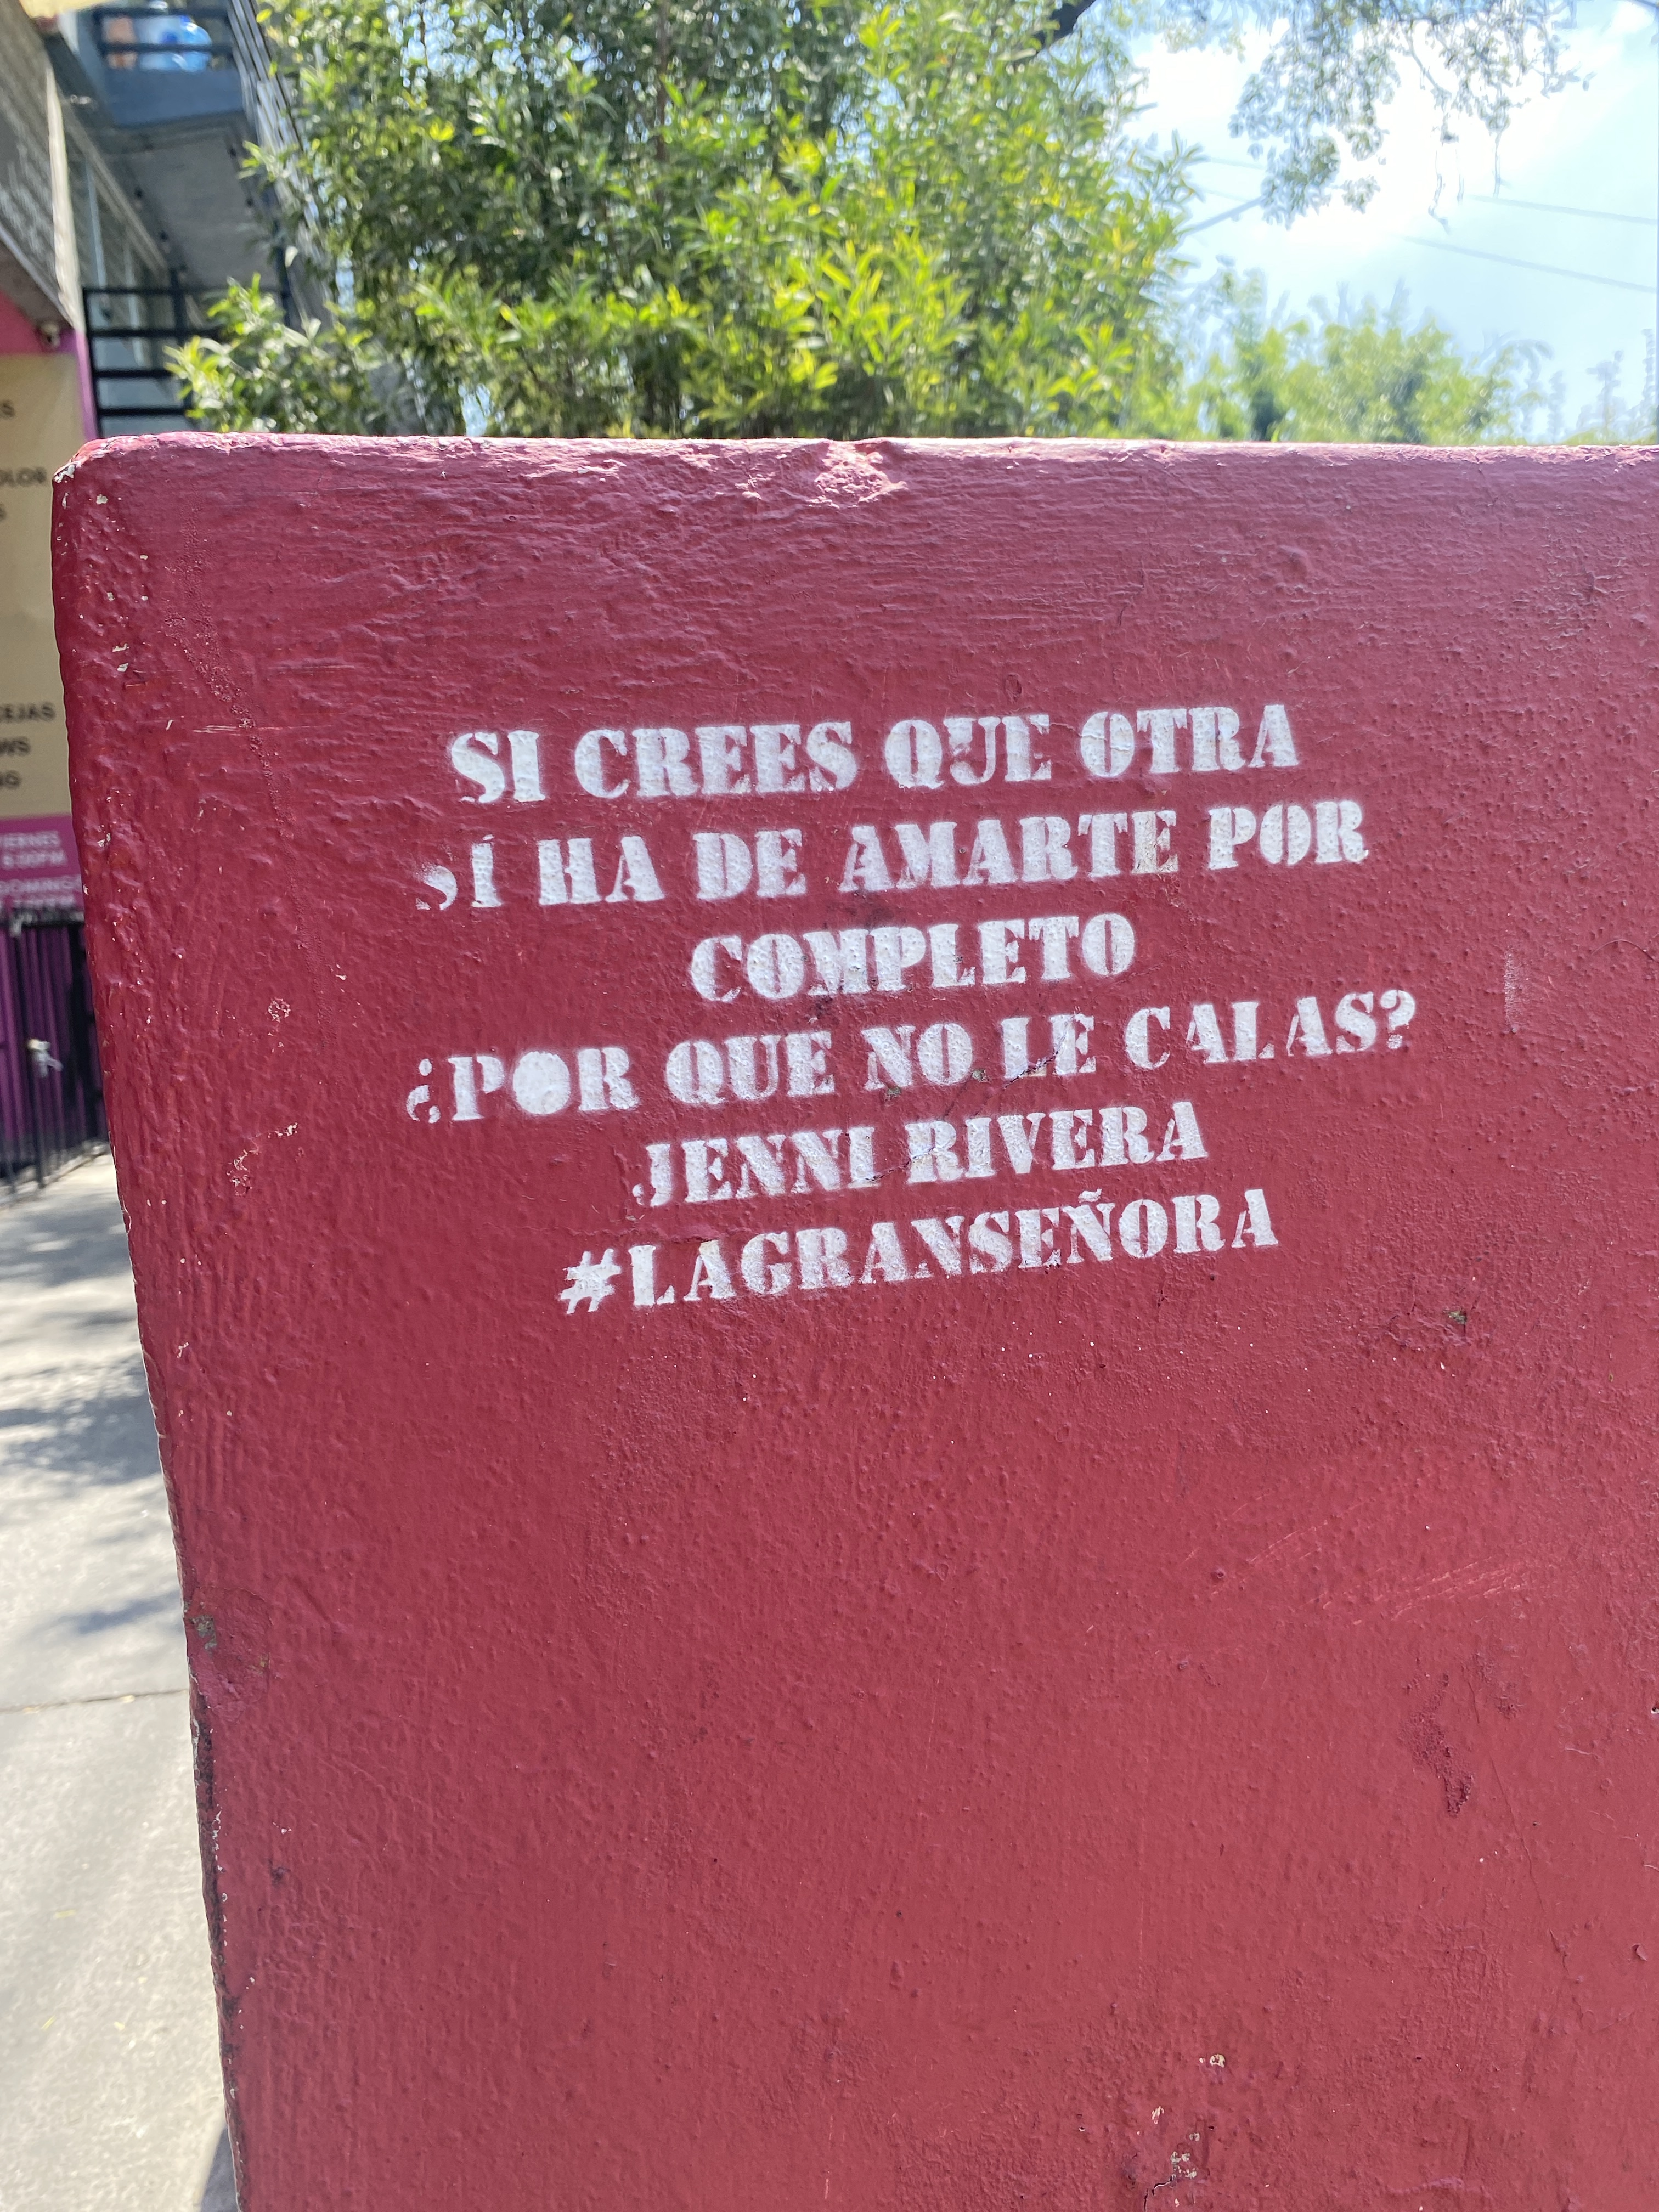 SI CREES QUE OTRA
SÍ HA DE AMARTE POR
COMPLETO
¿POR QUE NO LE CALAS?
JENNI RIVERA
#LAGRANSEÑORA